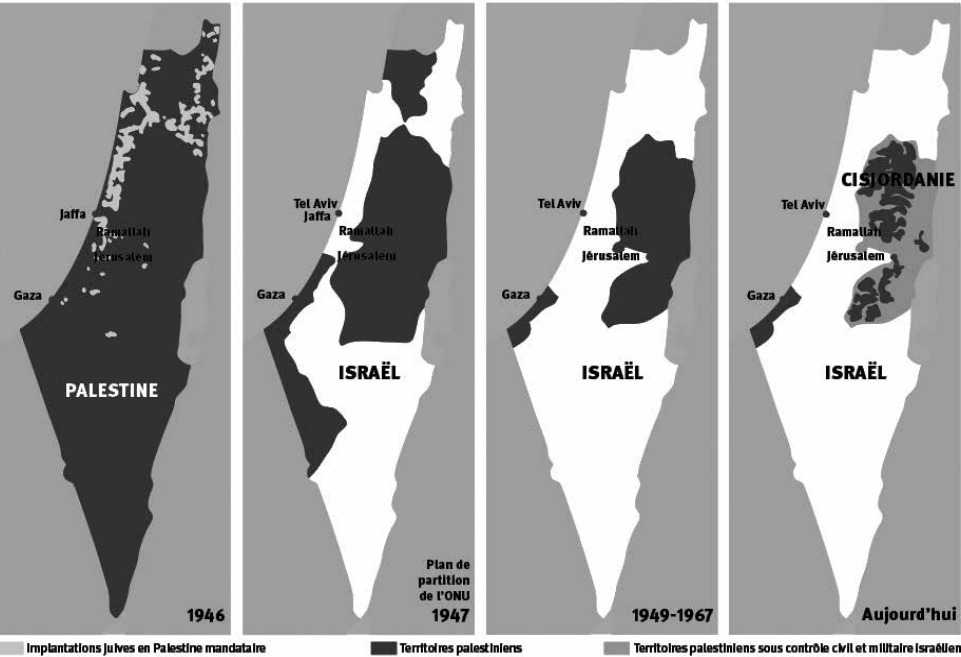 Jaffa
Ramallah
Jérusalem
Gaza
PALESTINE
1946
Tel Aviv
Jaffa
Ramallah
Jérusalem
Gaza
ISRAËL
Plan de
partition
de l'ONU
1947
Tel Aviv
Ramallah
Jérusalem
Gaza
ISRAËL
1949-1967
CISJORDANIE
Tel Aviv
Ramallah
Jérusalem
Gaza
ISRAËL
Aujourd'hui
Implantations juives en Palestine mandataire
Territoires palestiniens
Territoires palestiniens sous contrôle civil et militaire israélien